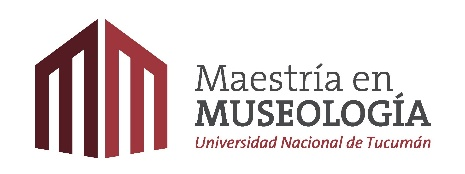 Maestría en
MUSEOLOGÍA
Universidad Nacional de Tucumán